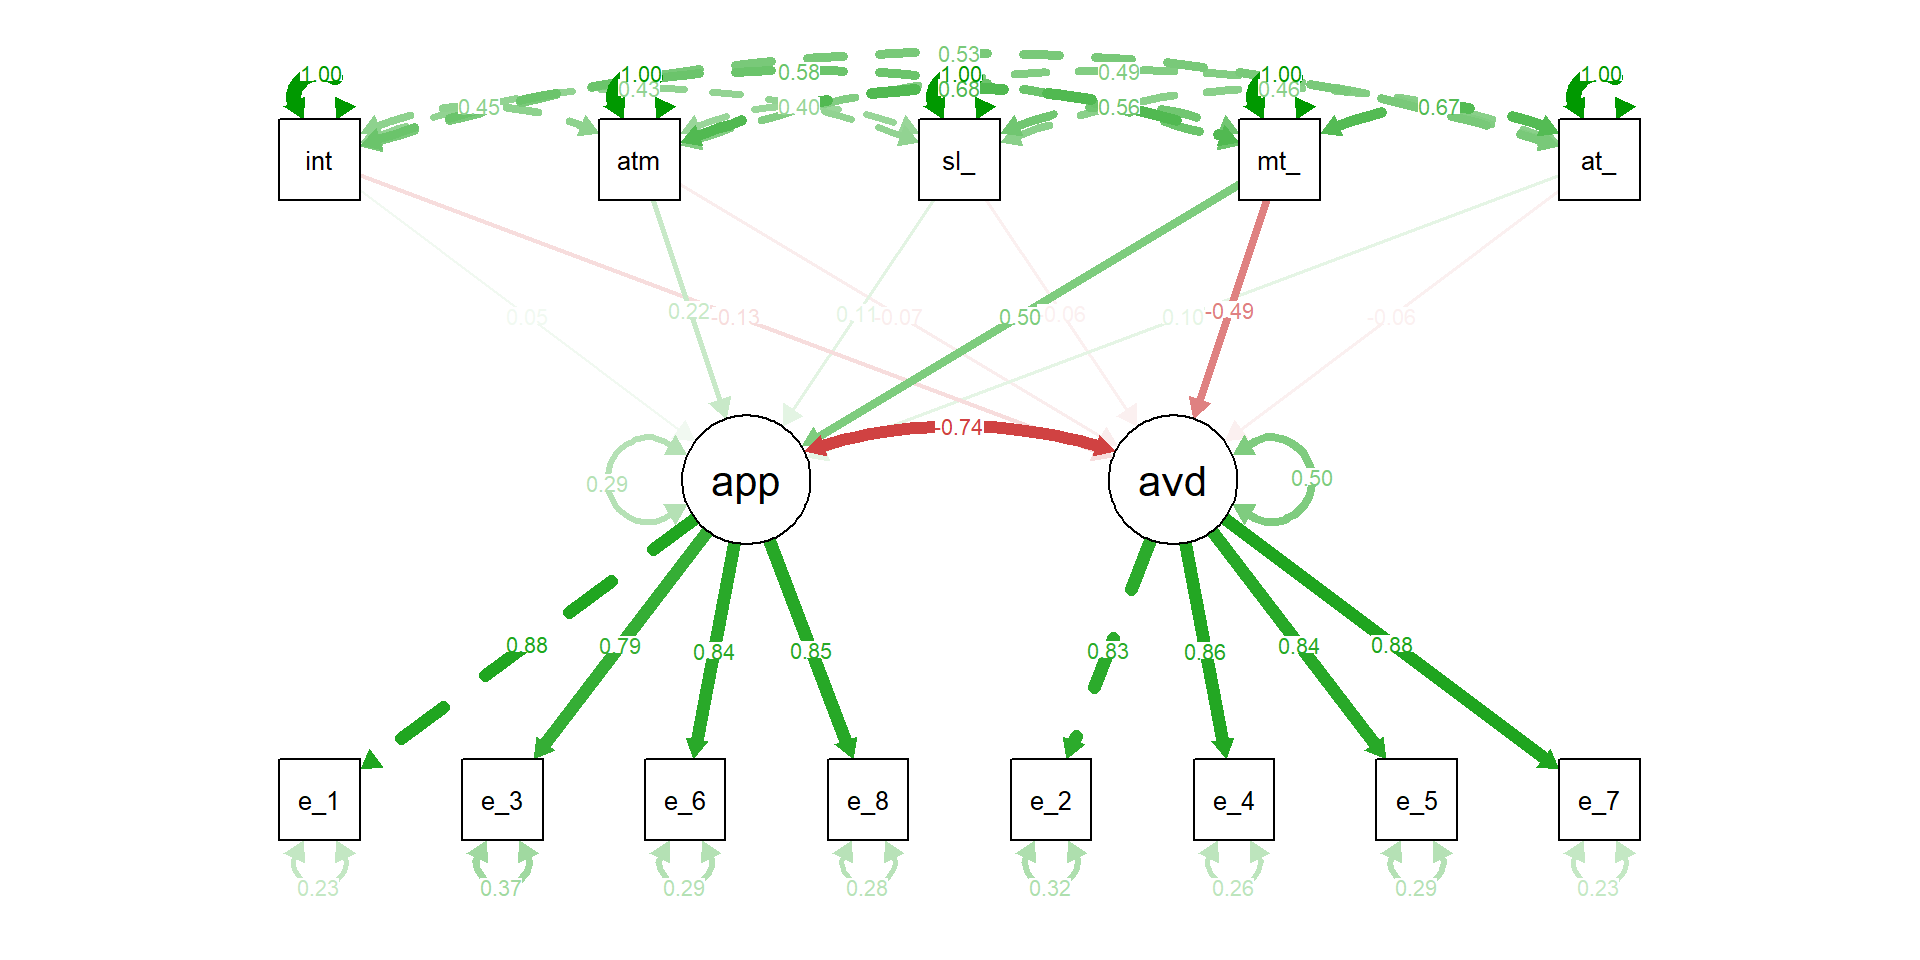 0.53
0.58 0.49
1.00 1.00 1.00 1.00 1.00
0.43 0.68 0.46
0.45 0.40 0.56 0.67
int atm sl_ mt_ at_
0.05 0.22 -0.13 0.11 -0.07 0.50 -0.06 0.10 -0.49 -0.06
-0.74
app avd
0.29 0.50
0.88 0.79 0.84 0.85 0.83 0.86 0.84 0.88
e_1 e_3 e_6 e_8 e_2 e_4 e_5 e_7
0.23 0.37 0.29 0.28 0.32 0.26 0.29 0.23